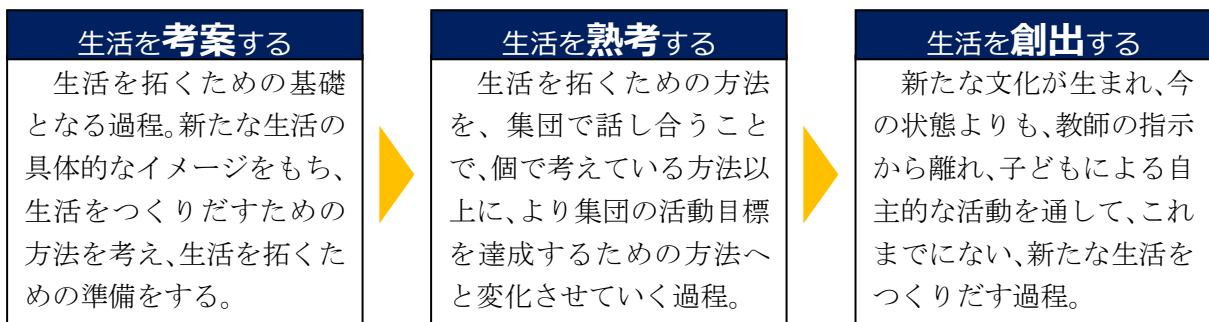 生活を考案する
生活を拓くための基礎
となる過程。新たな生活の
具体的なイメージをもち、
生活をつくりだすための
方法を考え、生活を拓くた
めの準備をする。
生活を熟考する
生活を拓くための方法
を、集団で話し合うこと
で、個で考えている方法以
上に、より集団の活動目標
を達成するための方法へ
と変化させていく過程。
生活を創出する
新たな文化が生まれ、今
の状態よりも、教師の指示
から離れ、子どもによる自
主的な活動を通して、これ
までにない、新たな生活を
つくりだす過程。